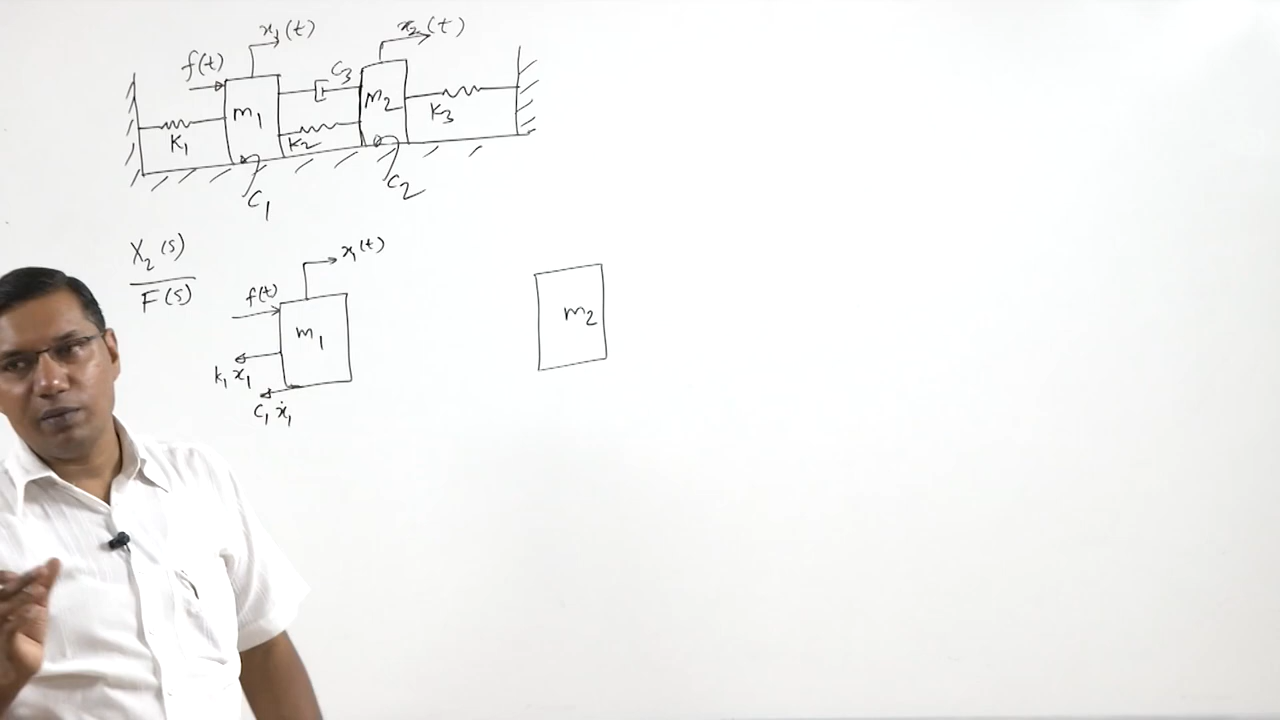 x₁(t)
x₂(t)
f(t)
m₁
C₃
m₂
K₁
K₂
K₃
C₁
C₂
X₂(s)
F(s)
x₁(t)
f(t)
m₁
k₁ x₁
C₁ ẋ₁
m₂